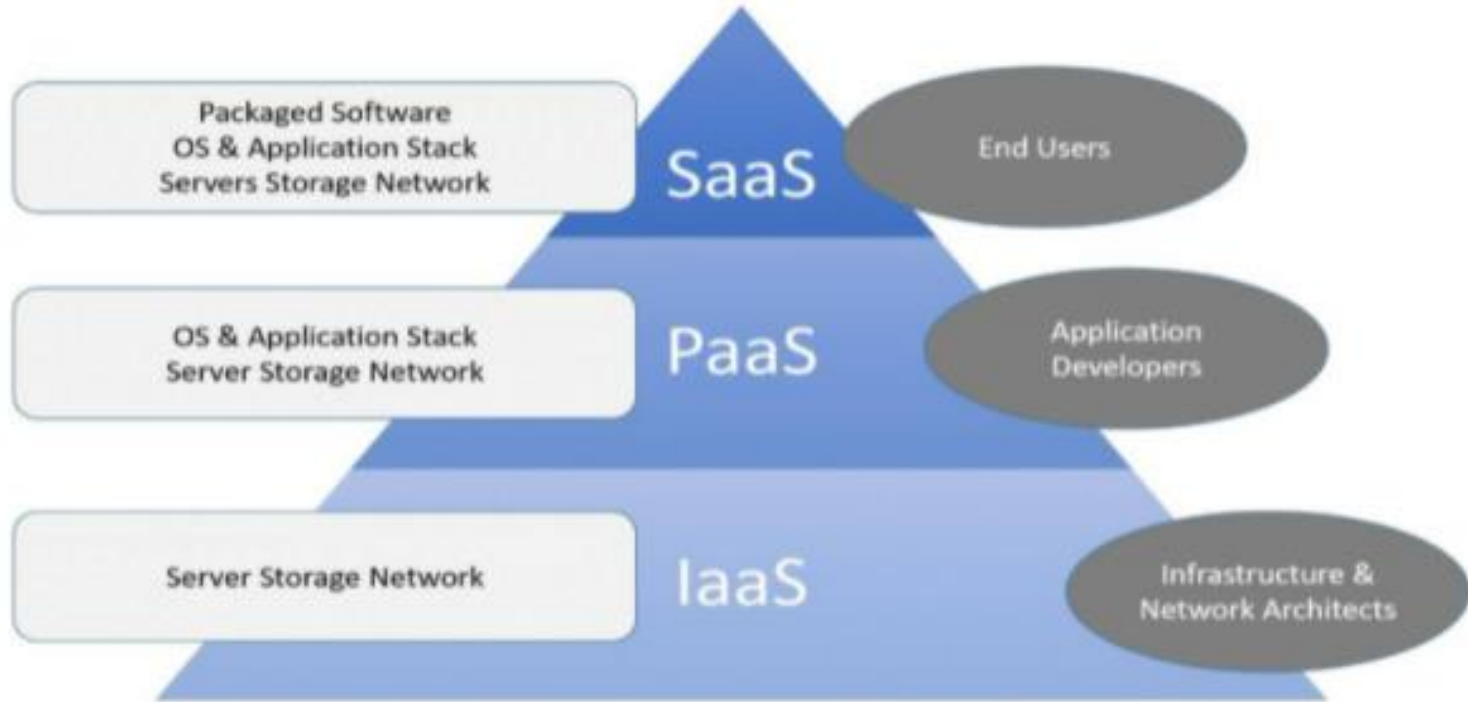 Packaged Software
OS & Application Stack
Servers Storage Network
SaaS
End Users
OS & Application Stack
Server Storage Network
PaaS
Application
Developers
Server Storage Network
IaaS
Infrastructure &
Network Architects